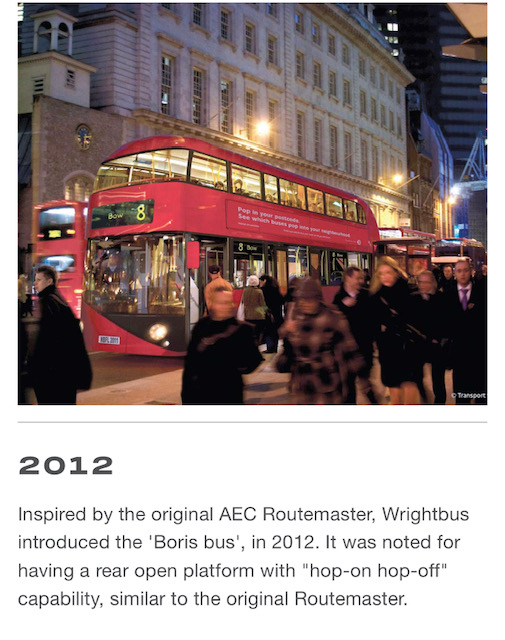 Bow 8
Pop in your postcode.
See which buses pop into your neighbourhood.
8 Bow
© Transport
2012
Inspired by the original AEC Routemaster, Wrightbus
introduced the 'Boris bus', in 2012. It was noted for
having a rear open platform with "hop-on hop-off"
capability, similar to the original Routemaster.